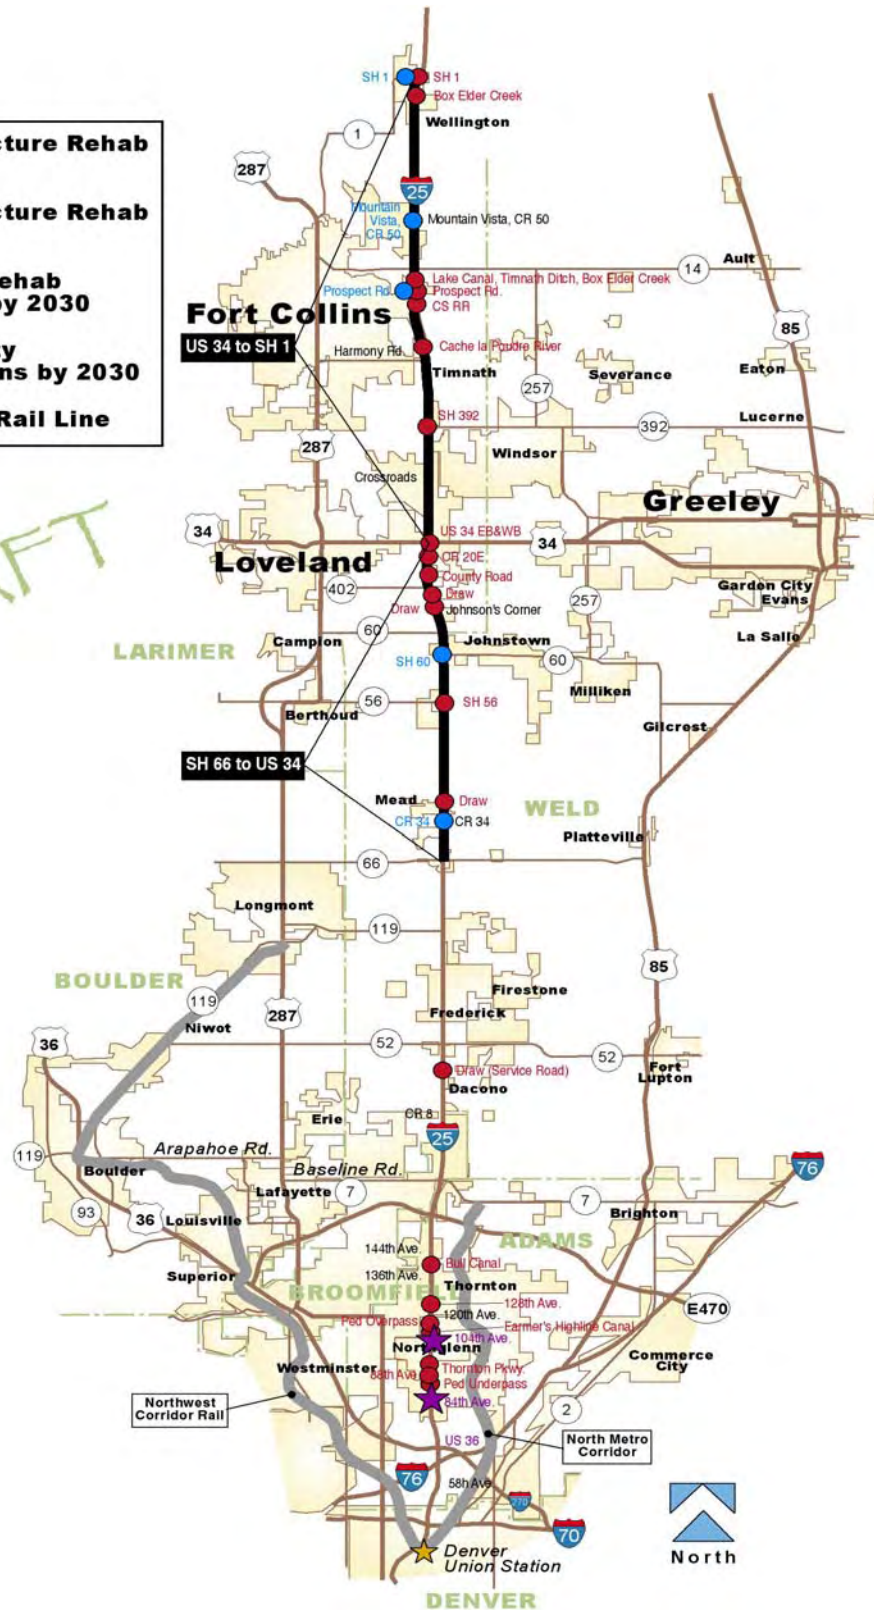 SH 1
SH 1
Box Elder Creek
Wellington
1
287
25
Mountain
Vista,
CR 50
Mountain Vista, CR 50
cture Rehab
cture Rehab
Rehab
by 2030
ns by 2030
Rail Line
14
Ault
Lake Canal, Timnath Ditch, Box Elder Creek
Prospect Rd.
Prospect Rd.
CS RR
Fort Collins
85
US 34 to SH 1
Harmony Rd.
Cache la Poudre River
Timnath
Severance
Eaton
257
SH 392
392
Lucerne
287
Windsor
Crossroads
Greeley
34
US 34 EB&WB
34
Loveland
CR 20E
County Road
402
Draw
Draw
Johnson's Corner
257
Garden City
Evans
La Salle
60
Campion
Johnstown
LARIMER
SH 60
60
Milliken
56
Berthoud
SH 56
Gilcrest
SH 66 to US 34
Mead
Draw
WELD
CR 34
CR 34
Platteville
66
Longmont
119
BOULDER
85
Firestone
119
Niwot
287
Frederick
36
52
52
Fort
Lupton
Draw (Service Road)
Dacono
Erie
CR 8
25
119
Arapahoe Rd.
Boulder
Baseline Rd.
76
Lafayette
7
7
93
36
Louisville
Brighton
144th Ave.
ADAMS
Bull Canal
Superior
136th Ave.
Thornton
BROOMFIELD
128th Ave.
E470
120th Ave.
Ped Overpass
Farmer's Highline Canal
104th Ave.
Northglenn
Commerce
City
Westminster
Thornton Pkwy.
88th Ave.
Ped Underpass
84th Ave.
Northwest
Corridor Rail
2
US 36
North Metro
Corridor
76
58h Ave
270
70
North
Denver
Union Station
DENVER